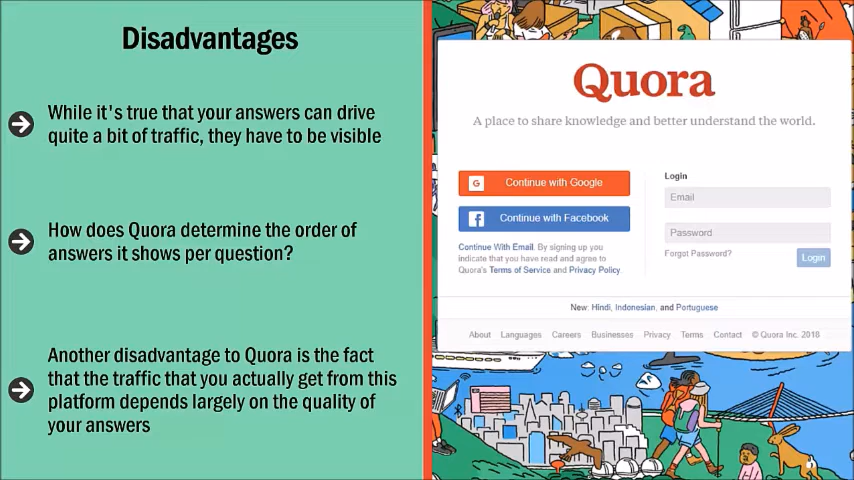 Disadvantages
While it's true that your answers can drive
quite a bit of traffic, they have to be visible
How does Quora determine the order of
answers it shows per question?
Another disadvantage to Quora is the fact
that the traffic that you actually get from this
platform depends largely on the quality of
your answers
Quora
A place to share knowledge and better understand the world.
G Continue with Google
f Continue with Facebook
Continue With Email. By signing up you
indicate that you have read and agree to
Quora's Terms of Service and Privacy Policy.
Login
Email
Password
Forgot Password?
Login
New: Hindi, Indonesian, and Portuguese
About Languages Careers Businesses Privacy Terms Contact © Quora Inc. 2018